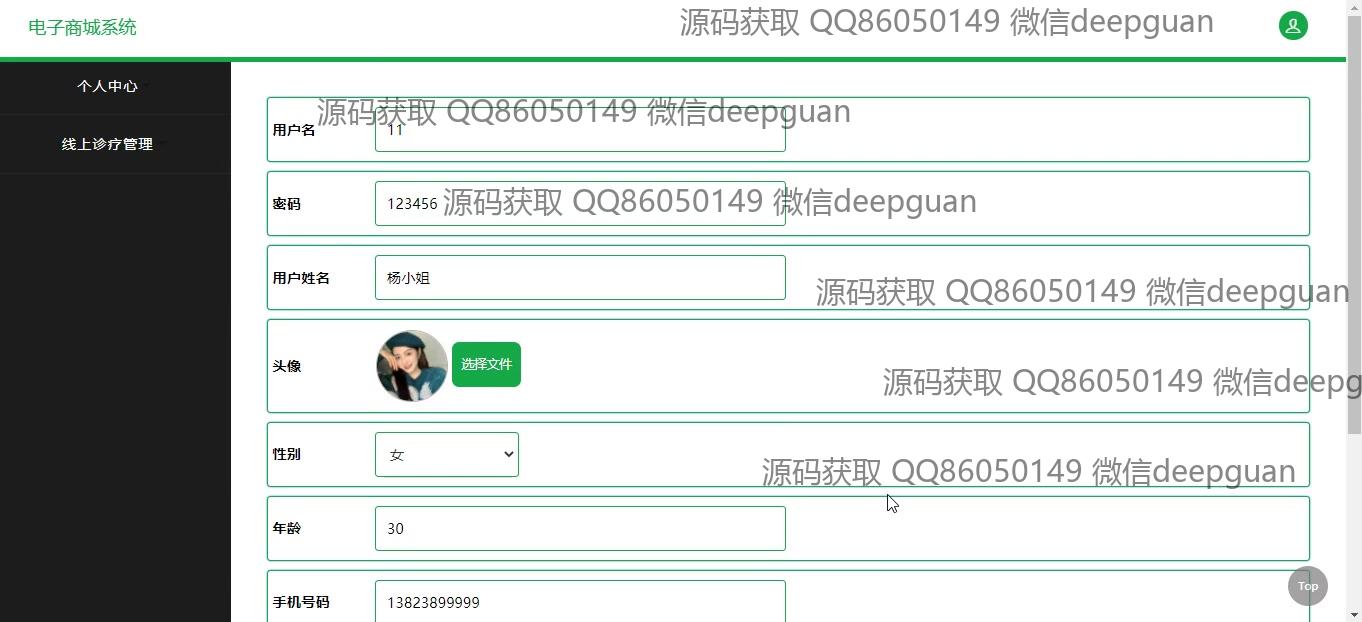 电子商城系统
源码获取 QQ86050149 微信deepguan
个人中心
线上诊疗管理
源码获取 QQ86050149 微信deepguan
用户名
11
密码
123456
源码获取 QQ86050149 微信deepguan
用户姓名
杨小姐
源码获取 QQ86050149 微信deepguan
头像
选择文件
源码获取 QQ86050149 微信deepg
性别
女
源码获取 QQ86050149 微信deepguan
年龄
30
Top
手机号码
13823899999